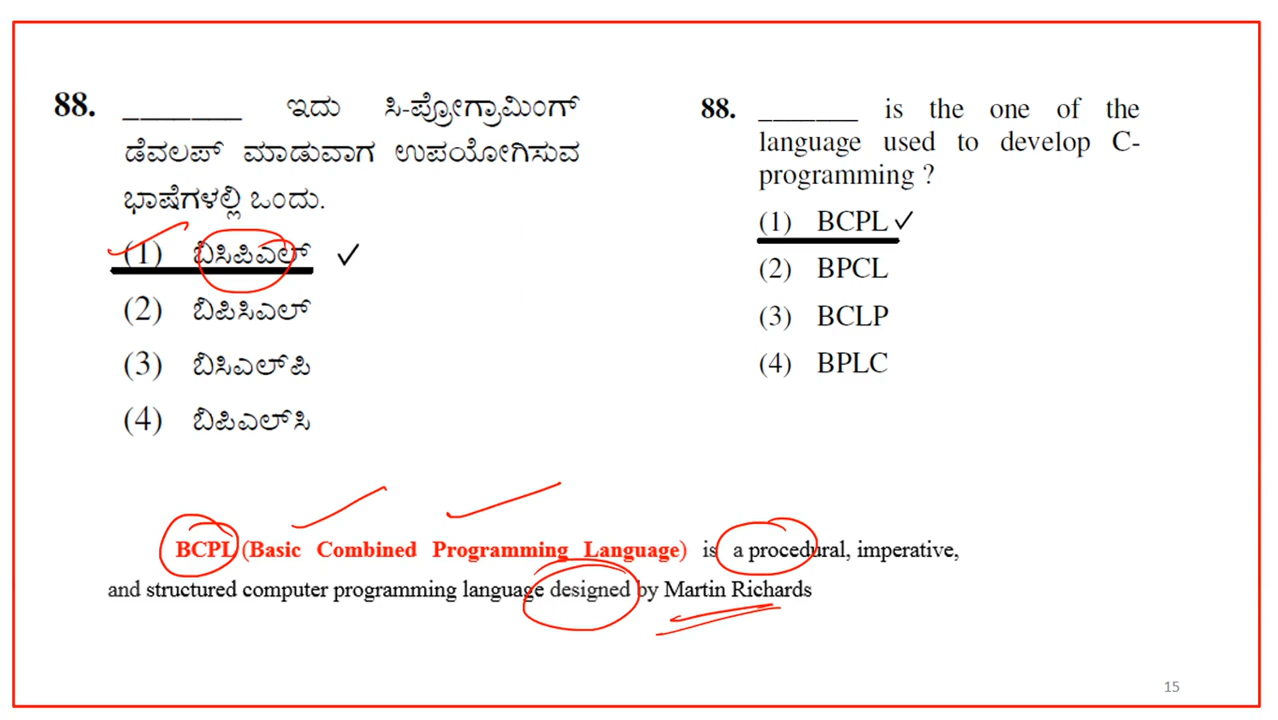 88. _______ ಇದು ಸಿ-ಪ್ರೋಗ್ರಾಮಿಂಗ್
ಡೆವಲಪ್ ಮಾಡುವಾಗ ಉಪಯೋಗಿಸುವ
ಭಾಷೆಗಳಲ್ಲಿ ಒಂದು.
(1) ಬಿಸಿಪಿಎಲ್ ✓
(2) ಬಿಪಿಸಿಎಲ್
(3) ಬಿಸಿಎಲ್‌ಪಿ
(4) ಬಿಪಿಎಲ್‌ಸಿ
88. _______ is the one of the
language used to develop C-
programming ?
(1) BCPL ✓
(2) BPCL
(3) BCLP
(4) BPLC
BCPL (Basic Combined Programming Language) is a procedural, imperative,
and structured computer programming language designed by Martin Richards
15